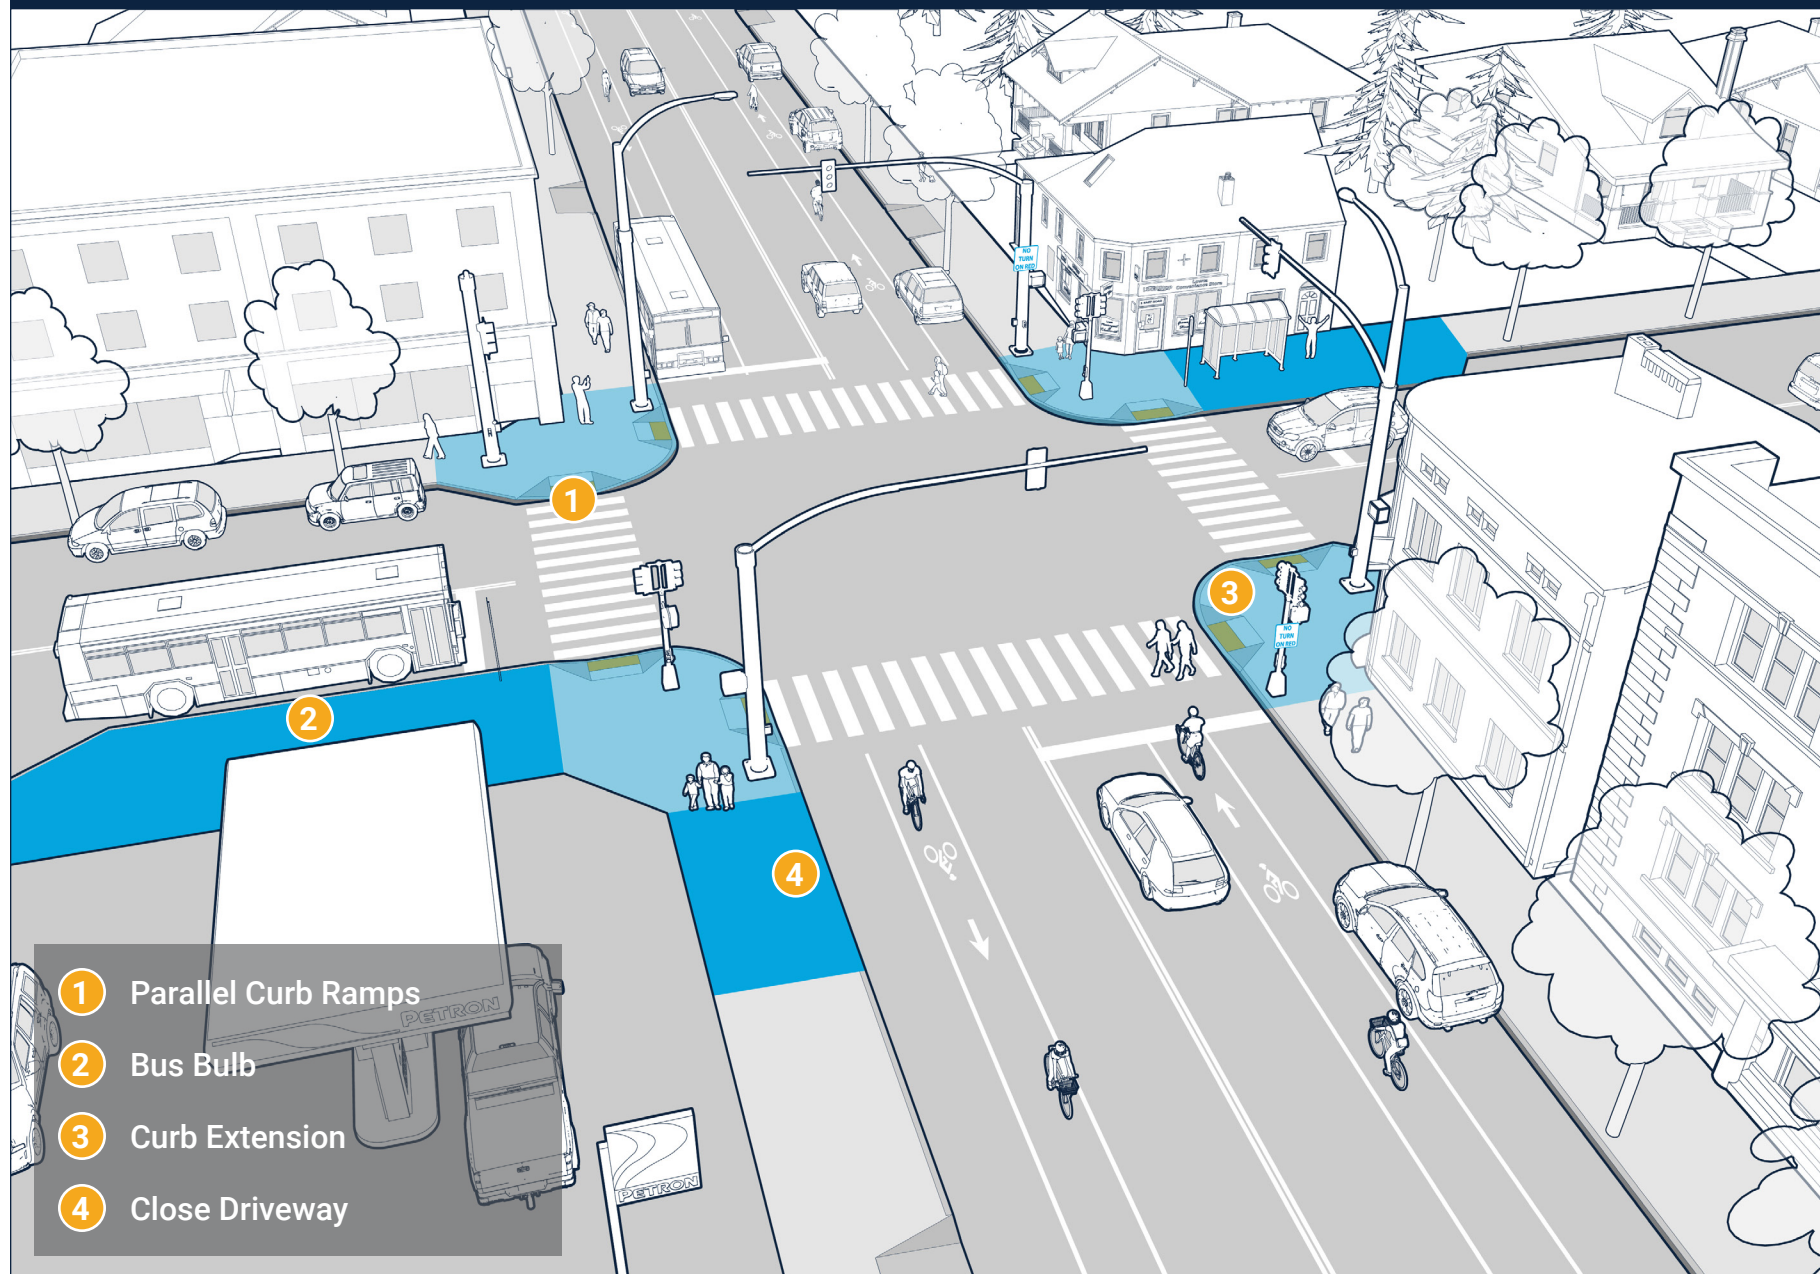 NO
TURN
ON RED
1
3
NO
TURN
ON RED
2
4
1 Parallel Curb Ramps
PETRON
2 Bus Bulb
3 Curb Extension
PETRON
4 Close Driveway